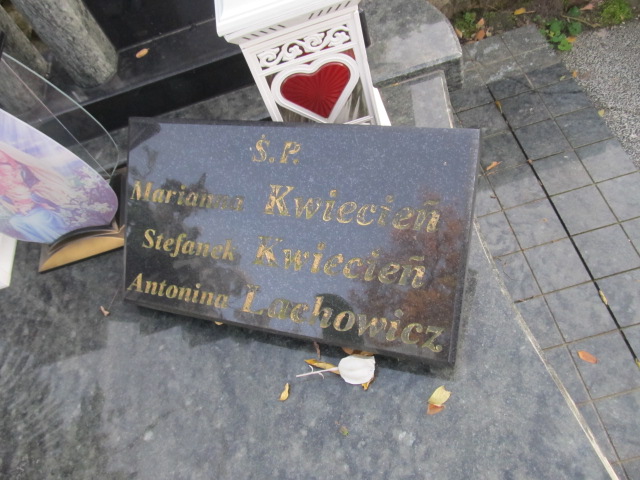 Ś.P.
Marianna Kwiecień
Stefanek Kwiecień
Antonina Lachowicz